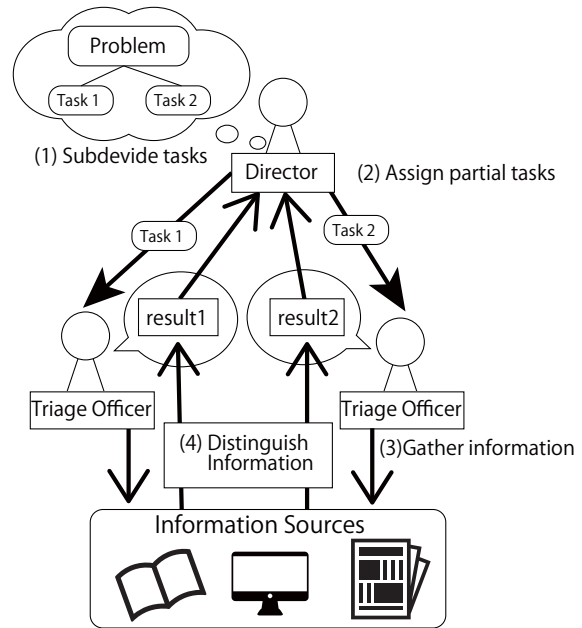 Problem
Task 1
Task 2
(1) Subdevide tasks
Director
(2) Assign partial tasks
Task 1
Task 2
result1
result2
Triage Officer
Triage Officer
(4) Distinguish
Information
(3)Gather information
Information Sources